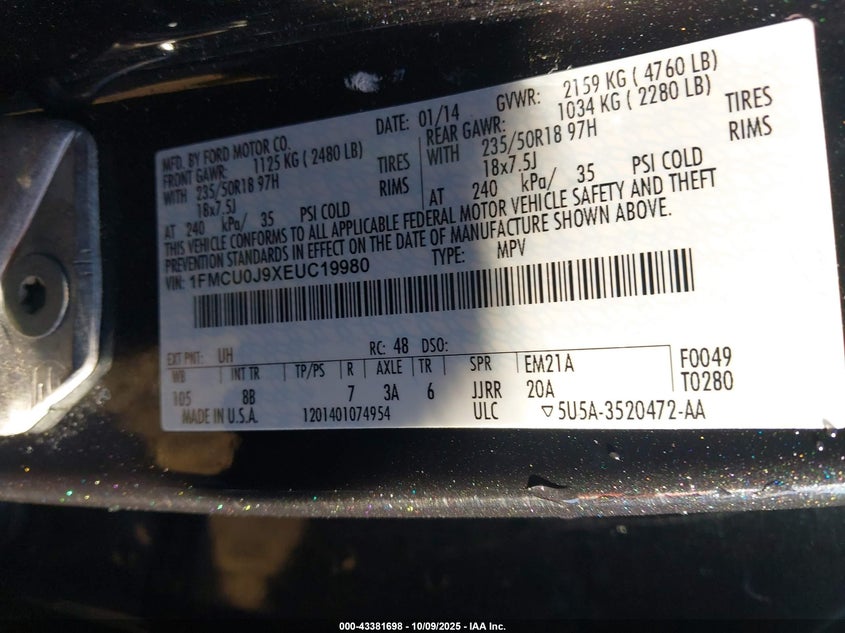 MFD. BY FORD MOTOR CO.
DATE: 01/14 GVWR: 2159 KG ( 4760 LB)
FRONT GAWR: 1125 KG ( 2480 LB) REAR GAWR: 1034 KG ( 2280 LB)
WITH 235/50R18 97H TIRES WITH 235/50R18 97H TIRES
18x7.5J RIMS 18x7.5J RIMS
AT 240 kPa/ 35 PSI COLD AT 240 kPa/ 35 PSI COLD
THIS VEHICLE CONFORMS TO ALL APPLICABLE FEDERAL MOTOR VEHICLE SAFETY AND THEFT
PREVENTION STANDARDS IN EFFECT ON THE DATE OF MANUFACTURE SHOWN ABOVE.
VIN: 1FMCU0J9XEUC19980 TYPE: MPV
EXT PNT: UH RC: 48 DSO:
WB INT TR TP/PS R AXLE TR SPR EM21A F0049
105 8B 7 3A 6 JJRR 20A T0280
MADE IN U.S.A. 1201401074954 ULC ▽5U5A-3520472-AA
000-43381698 - 10/09/2025 - IAA Inc.